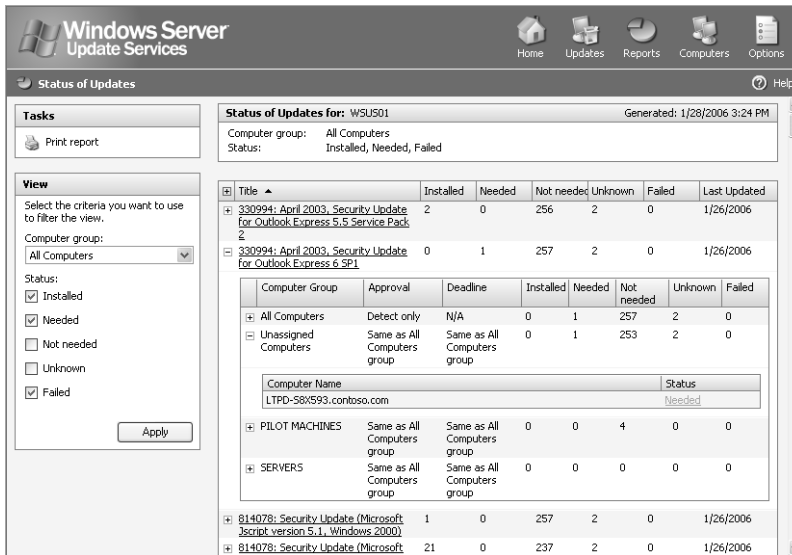 Windows Server
Update Services
Home
Updates
Reports
Computers
Options
Status of Updates
Help
Tasks
Print report
View
Select the criteria you want to use
to filter the view.
Computer group:
All Computers
Status:
Installed
Needed
Not needed
Unknown
Failed
Apply
Status of Updates for: WSUS01 Generated: 1/28/2006 3:24 PM
Computer group: All Computers
Status: Installed, Needed, Failed
Title Installed Needed Not needed Unknown Failed Last Updated
330994: April 2003, Security Update 2 0 256 2 0 1/26/2006
for Outlook Express 5.5 Service Pack
2
330994: April 2003, Security Update 0 1 257 2 0 1/26/2006
for Outlook Express 6 SP1
Computer Group Approval Deadline Installed Needed Not Unknown Failed
needed
All Computers Detect only N/A 0 1 257 2 0
Unassigned Same as All Same as All 0 1 253 2 0
Computers Computers Computers
group group
Computer Name Status
LTPD-S8X593.contoso.com Needed
PILOT MACHINES Same as All Same as All 0 0 4 0 0
Computers Computers
group group
SERVERS Same as All Same as All 0 0 0 0 0
Computers Computers
group group
814078: Security Update (Microsoft 1 0 257 2 0 1/26/2006
Jscript version 5.1, Windows 2000)
814078: Security Update (Microsoft 21 0 237 2 0 1/26/2006